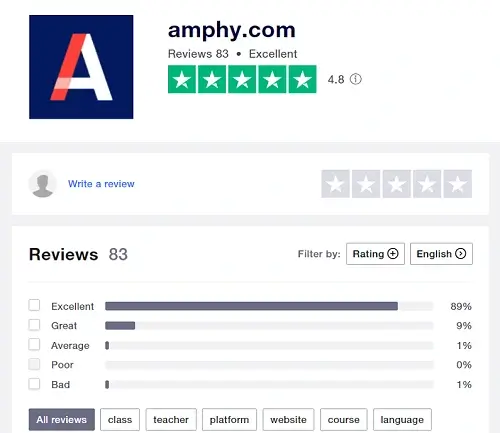 A
amphy.com
Reviews 83 • Excellent
4.8
Write a review
Reviews 83
Filter by: Rating English
Excellent 89%
Great 9%
Average 1%
Poor 0%
Bad 1%
All reviews class teacher platform website course language